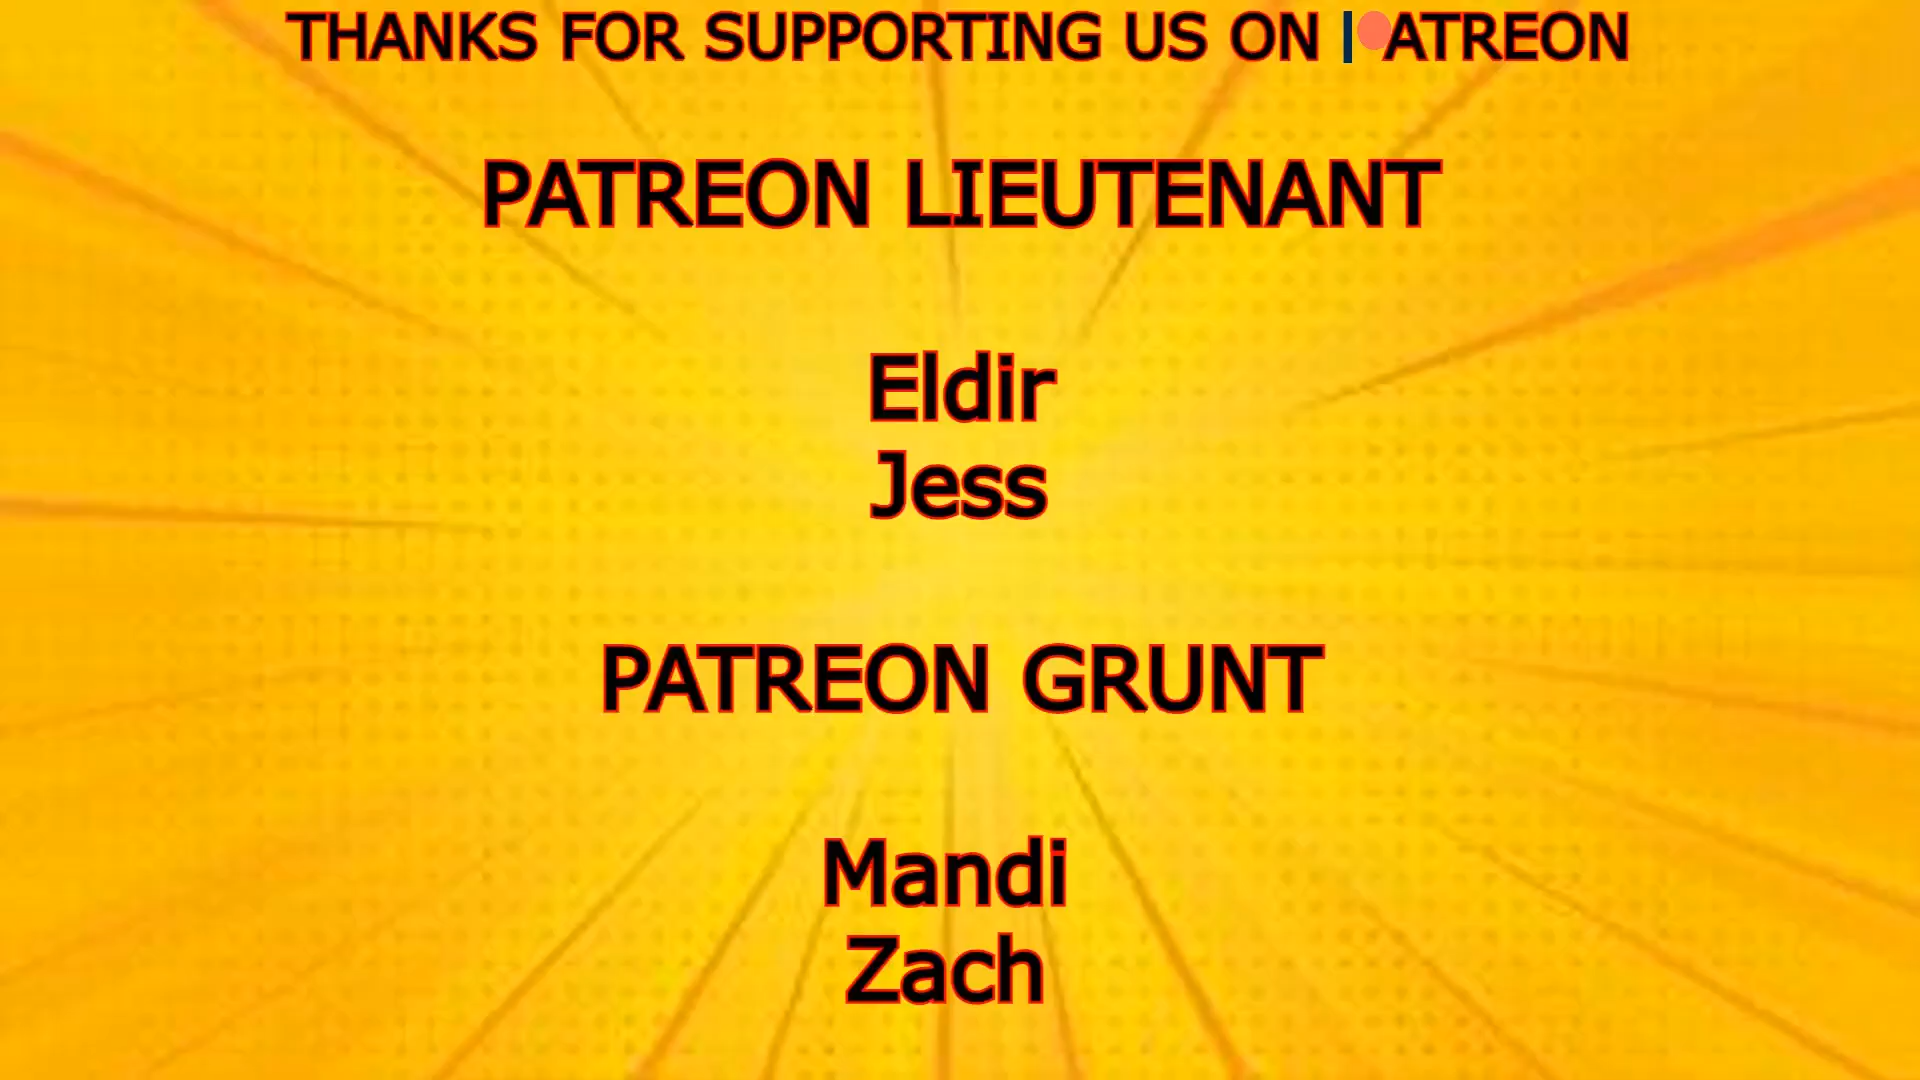 THANKS FOR SUPPORTING US ON PATREON
PATREON LIEUTENANT
Eldir
Jess
PATREON GRUNT
Mandi
Zach